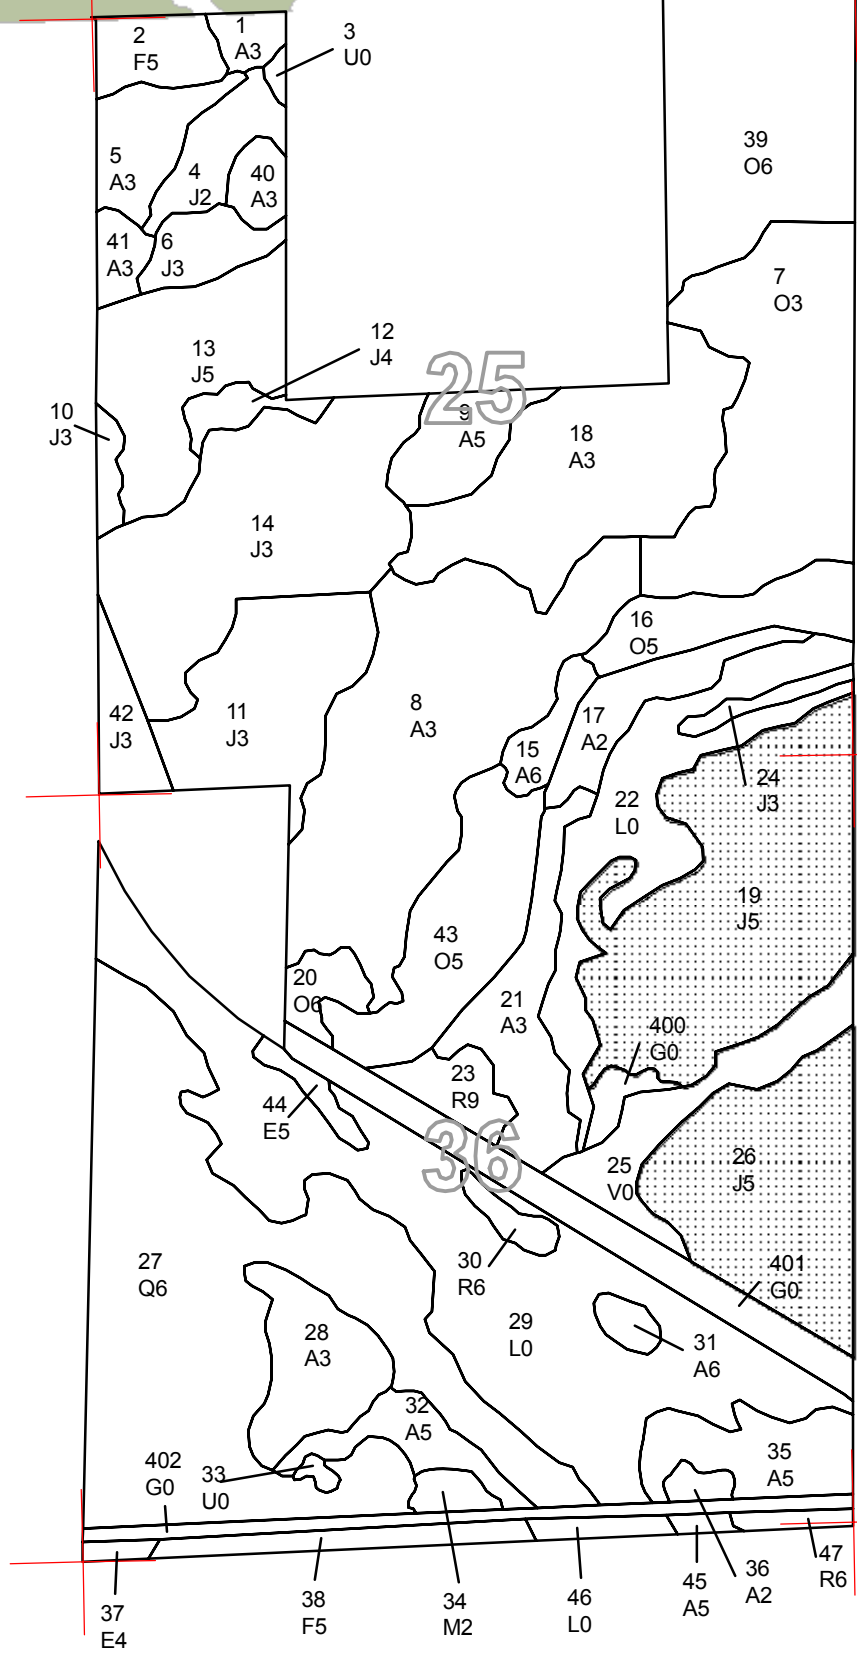 1
A3
2
F5
3
U0
39
O6
5
A3
4
J2
40
A3
41
A3
6
J3
7
O3
12
J4
13
J5
25
10
J3
9
A5
18
A3
14
J3
16
O5
42
J3
11
J3
8
A3
17
A2
15
A6
24
J3
22
L0
19
J5
43
O5
20
O6
21
A3
400
G0
23
R9
44
E5
36
25
V0
26
J5
27
Q6
30
R6
401
G0
28
A3
29
L0
31
A6
32
A5
402
G0
33
U0
35
A5
37
E4
38
F5
34
M2
46
L0
45
A5
36
A2
47
R6